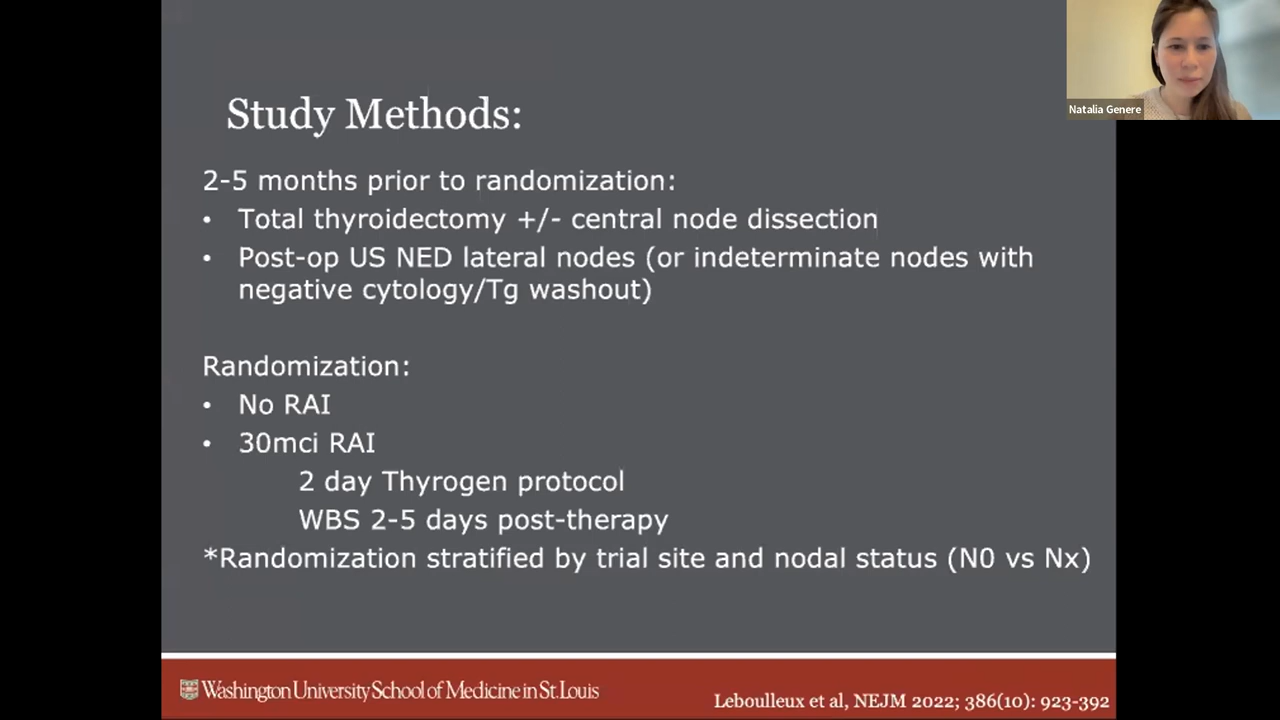 Natalia Genere
Study Methods:
2-5 months prior to randomization:
• Total thyroidectomy +/- central node dissection
• Post-op US NED lateral nodes (or indeterminate nodes with
negative cytology/Tg washout)
Randomization:
• No RAI
• 30mci RAI
2 day Thyrogen protocol
WBS 2-5 days post-therapy
*Randomization stratified by trial site and nodal status (N0 vs Nx)
Washington University School of Medicine in St. Louis
Leboulleux et al, NEJM 2022; 386(10): 923-392